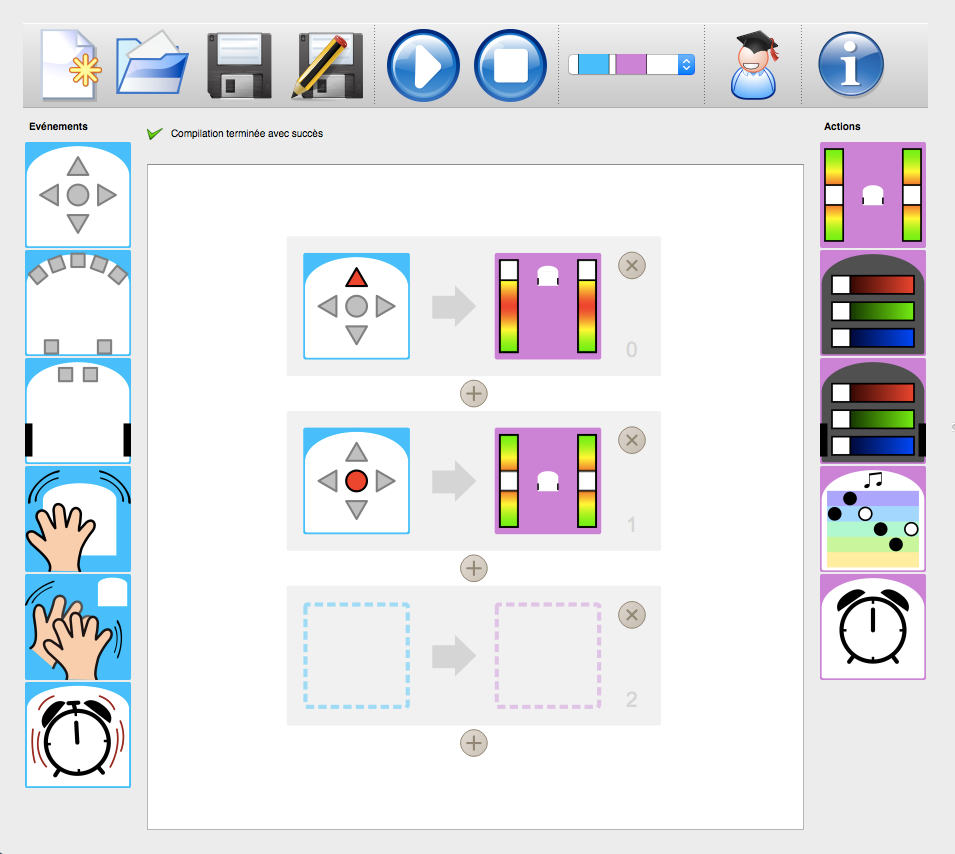 Evénements
Compilation terminée avec succès
Actions
0
1
2